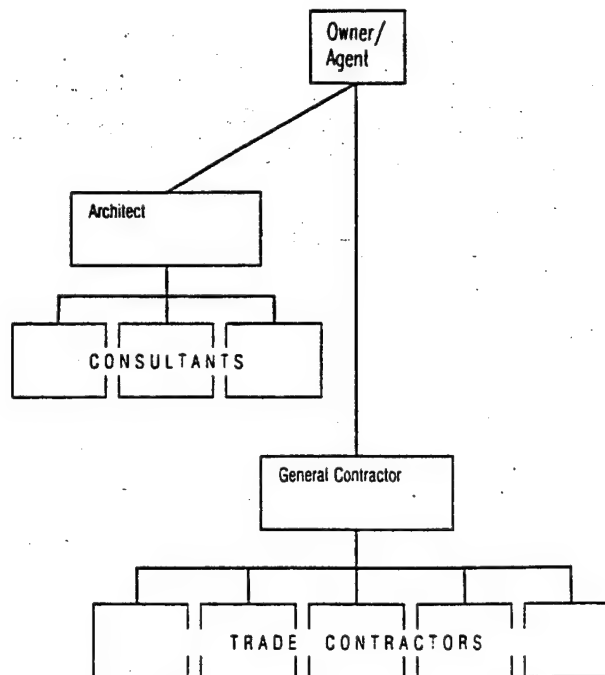 Owner/
Agent
Architect
CONSULTANTS
General Contractor
TRADE CONTRACTORS